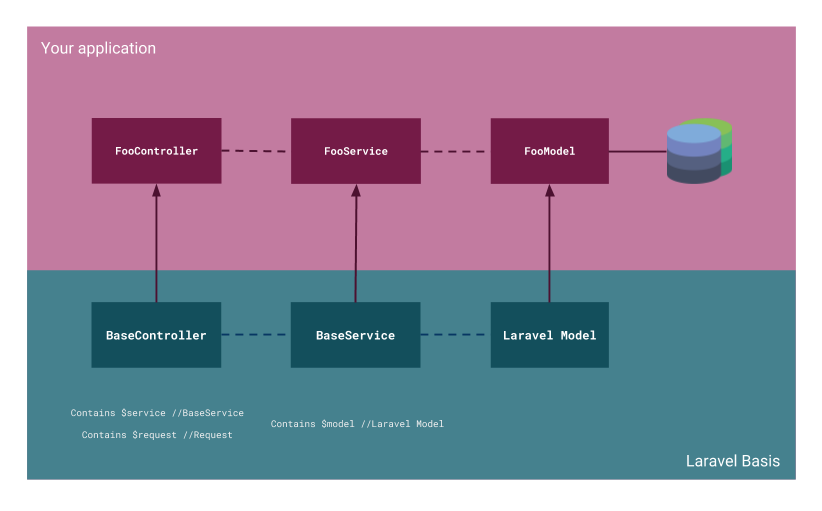 Your application
FooController
FooService
FooModel
BaseController
BaseService
Laravel Model
Contains $service //BaseService
Contains $request //Request
Contains $model //Laravel Model
Laravel Basis